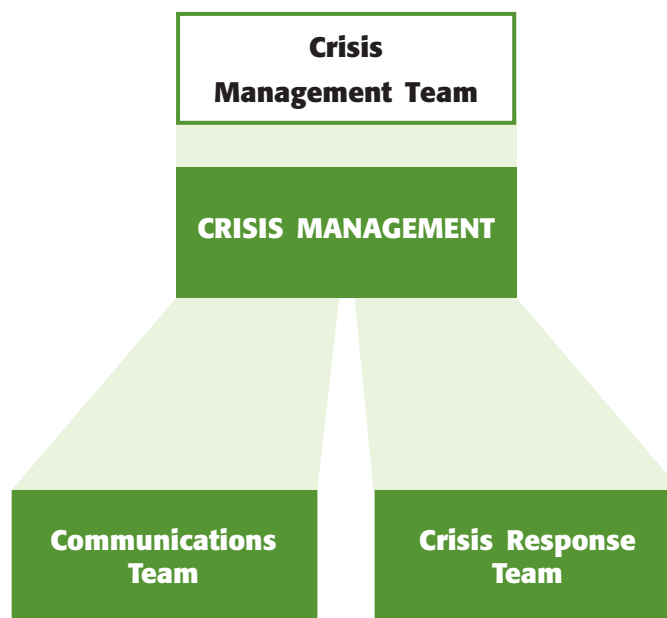 Crisis
Management Team
CRISIS MANAGEMENT
Communications
Team
Crisis Response
Team